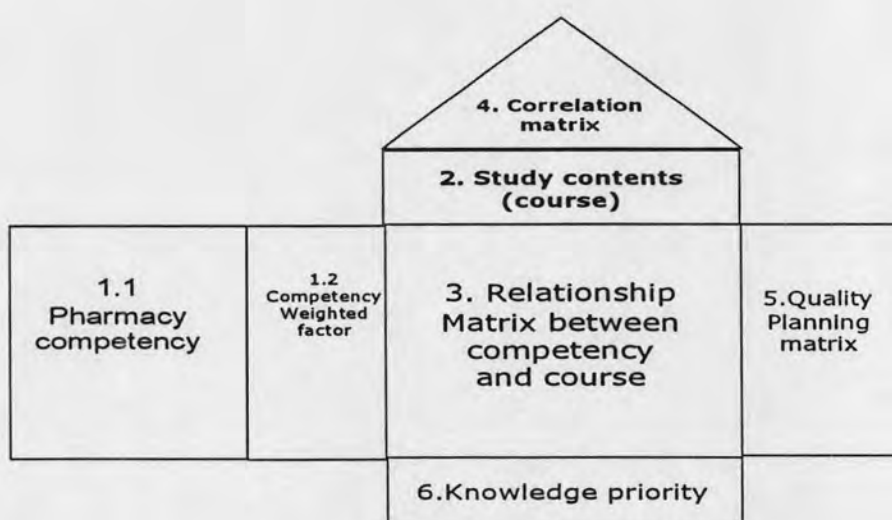 4. Correlation
matrix
2. Study contents
(course)
1.1
Pharmacy
competency
1.2
Competency
Weighted
factor
3. Relationship
Matrix between
competency
and course
5.Quality
Planning
matrix
6.Knowledge priority